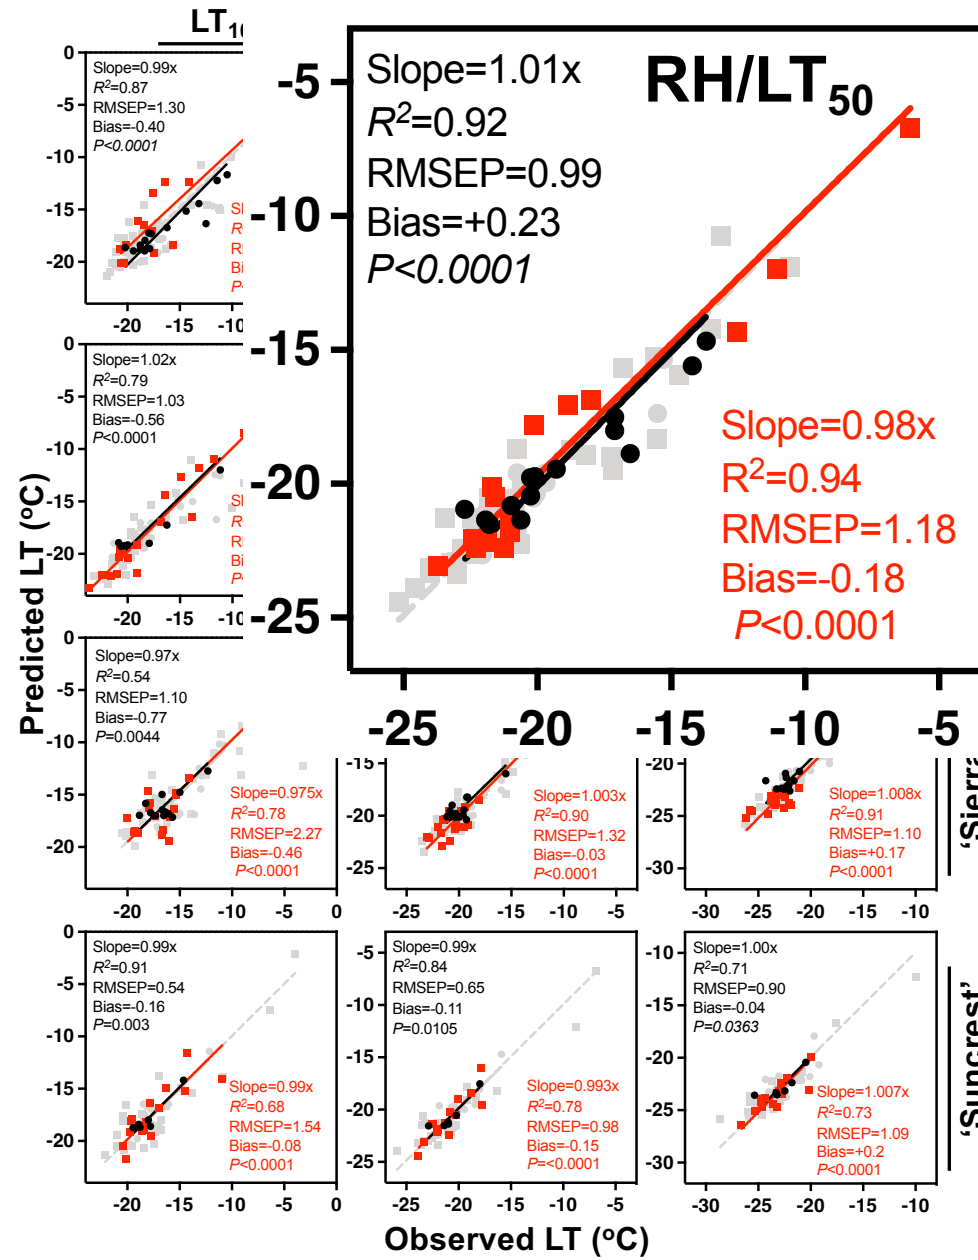 LT
Predicted LT (ºC)
0
-5
-10
-15
-20
Slope=0.99x
R²=0.87
RMSEP=1.30
Bias=-0.40
P<0.0001
-20 -15 -10
RH/LT50
Slope=1.01x
R²=0.92
RMSEP=0.99
Bias=+0.23
P<0.0001
Slope=0.98x
R²=0.94
RMSEP=1.18
Bias=-0.18
P<0.0001
-5
-10
-15
-20
-25
-25 -20 -15 -10 -5
0
-5
-10
-15
-20
Slope=1.02x
R²=0.79
RMSEP=1.03
Bias=-0.56
P<0.0001
-20 -15 -10
0
-5
-10
-15
-20
Slope=0.97x
R²=0.54
RMSEP=1.10
Bias=-0.77
P=0.0044
Slope=0.975x
R²=0.78
RMSEP=2.27
Bias=-0.46
P<0.0001
-20 -15 -10 -5 0
-15
-20
-25
Slope=1.003x
R²=0.90
RMSEP=1.32
Bias=-0.03
P<0.0001
-25 -20 -15 -10 -5
-20
-25
-30
Slope=1.008x
R²=0.91
RMSEP=1.10
Bias=+0.17
P<0.0001
-30 -25 -20 -15 -10
0
-5
-10
-15
-20
Slope=0.99x
R²=0.91
RMSEP=0.54
Bias=-0.16
P=0.003
Slope=0.99x
R²=0.68
RMSEP=1.54
Bias=-0.08
P<0.0001
-20 -15 -10 -5 0
-5
-10
-15
-20
-25
Slope=0.99x
R²=0.84
RMSEP=0.65
Bias=-0.11
P=0.0105
Slope=0.993x
R²=0.78
RMSEP=0.98
Bias=-0.15
P=<0.0001
-25 -20 -15 -10 -5
-10
-15
-20
-25
-30
Slope=1.00x
R²=0.71
RMSEP=0.90
Bias=-0.04
P=0.0363
Slope=1.007x
R²=0.73
RMSEP=1.09
Bias=+0.2
P<0.0001
-30 -25 -20 -15 -10
'Suncrest'
Observed LT (ºC)